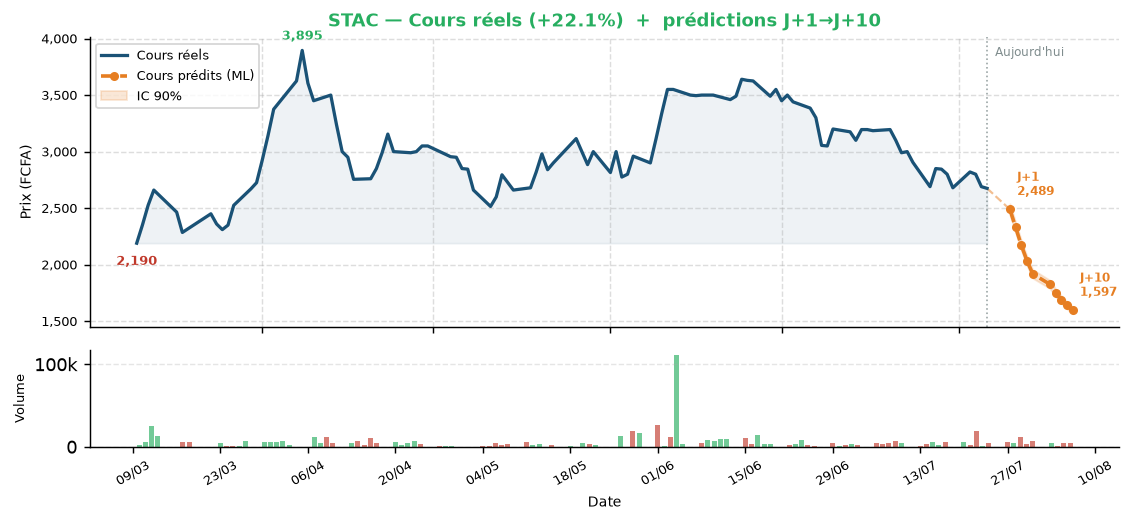 STAC — Cours réels (+22.1%)  +  prédictions J+1→J+10
Prix (FCFA)
4,000
3,500
3,000
2,500
2,000
1,500
Cours réels
Cours prédits (ML)
IC 90%
3,895
2,190
Aujourd'hui
J+1
2,489
J+10
1,597
Volume
100k
0
09/03
23/03
06/04
20/04
04/05
18/05
01/06
15/06
29/06
13/07
27/07
10/08
Date